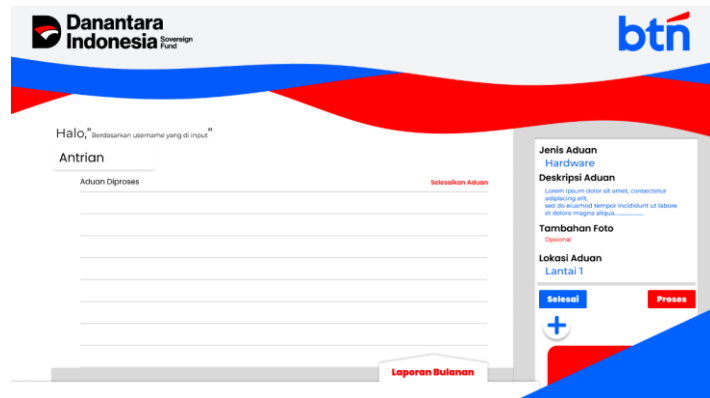 Danantara
Indonesia Sovereign Fund
btn
Halo,"Berdasarkan username yang di input"
Antrian
Aduan Diproses
Selesaikan Aduan
Jenis Aduan
Hardware
Deskripsi Aduan
Lorem ipsum dolor sit amet, consectetur
adipiscing elit,
sed do eiusmod tempor incididunt ut labore
et dolore magna aliqua...................
Tambahan Foto
Opsional
Lokasi Aduan
Lantai 1
Selesai
Proses
+
Laporan Bulanan